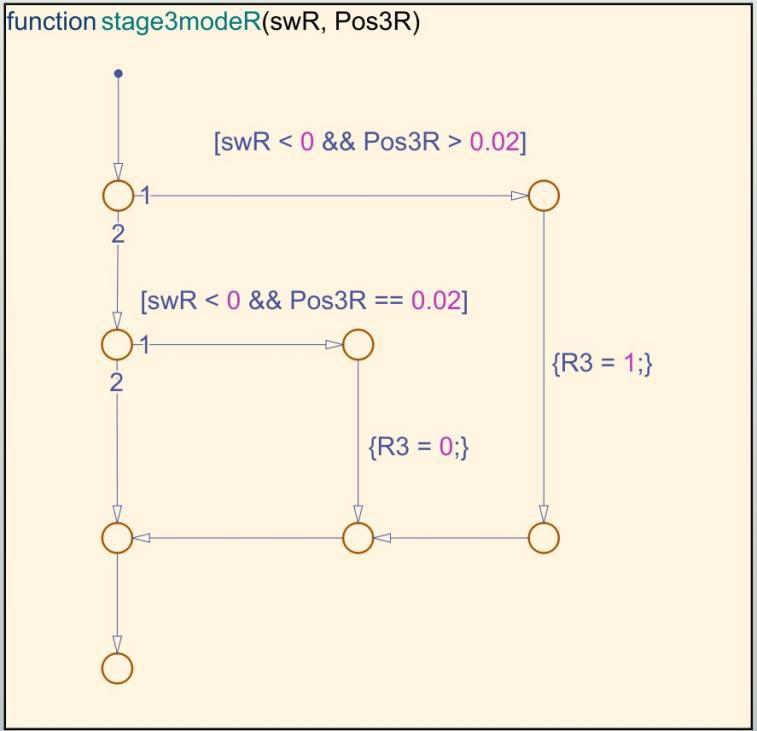 function stage3modeR(swR, Pos3R)
[swR < 0 && Pos3R > 0.02]
1
2
[swR < 0 && Pos3R == 0.02]
1
{R3 = 1;}
2
{R3 = 0;}